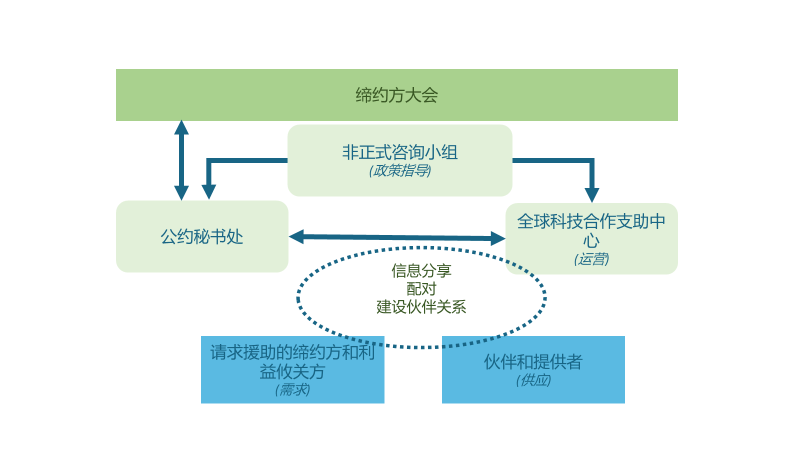 缔约方大会
非正式咨询小组
(政策指导)
公约秘书处
全球科技合作支助中
心
(运营)
信息分享
配对
建设伙伴关系
请求援助的缔约方和利
益攸关方
(需求)
伙伴和提供者
(供应)